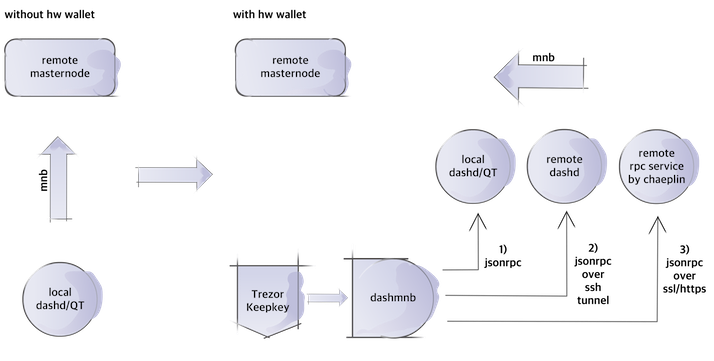 without hw wallet
with hw wallet
remote
masternode
remote
masternode
mnb
mnb
local
dashd/QT
remote
dashd
remote
rpc service
by chaeplin
local
dashd/QT
Trezor
Keepkey
dashmnb
1)
jsonrpc
2)
jsonrpc
over
ssh
tunnel
3)
jsonrpc
over
ssl/https